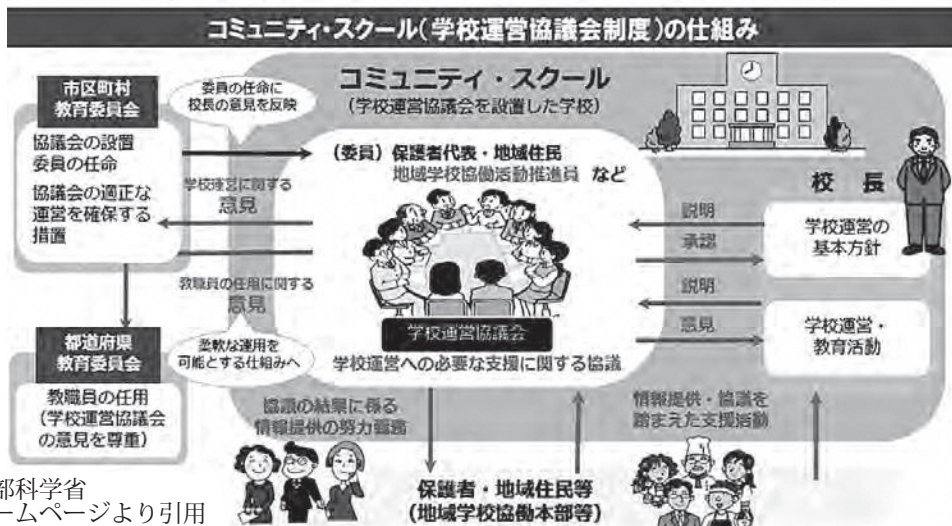 コミュニティ・スクール(学校運営協議会制度)の仕組み
市区町村
教育委員会
協議会の設置
委員の任命
協議会の適正な
運営を確保する
措置
委員の任命に
校長の意見を反映
コミュニティ・スクール
(学校運営協議会を設置した学校)
(委員)保護者代表・地域住民
地域学校協働活動推進員 など
学校運営に関する
意見
教職員の任用に関する
意見
柔軟な運用を
可能とする仕組みへ
学校運営協議会
学校運営への必要な支援に関する協議
校長
説明
承認
学校運営の
基本方針
説明
意見
学校運営・
教育活動
都道府県
教育委員会
教職員の任用
(学校運営協議会
の意見を尊重)
協議の結果に係る
情報提供の努力義務
情報提供・協議を
踏まえた支援活動
保護者・地域住民等
(地域学校協働本部等)
部科学省
ームページより引用